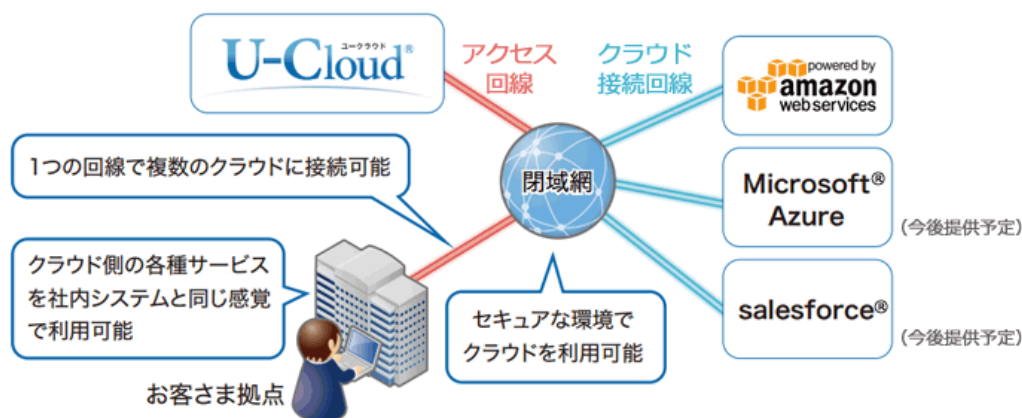 ユークラウド
U-Cloud®
アクセス
回線
クラウド
接続回線
powered by
amazon
web services
1つの回線で複数のクラウドに接続可能
閉域網
Microsoft®
Azure
(今後提供予定)
クラウド側の各種サービス
を社内システムと同じ感覚
で利用可能
セキュアな環境で
クラウドを利用可能
salesforce®
(今後提供予定)
お客さま拠点